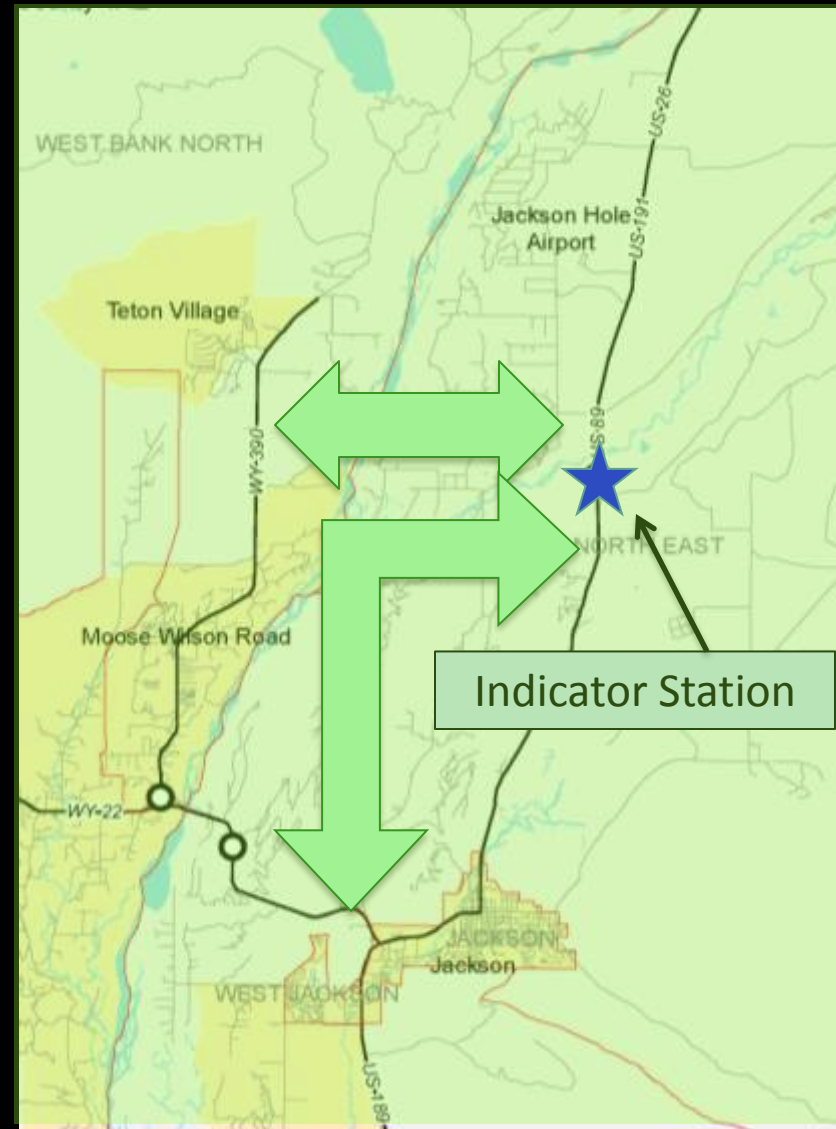 WEST BANK NORTH
US-26
Jackson Hole
Airport
US-191
Teton Village
WY-390
US-89
NORTH EAST
Moose Wilson Road
Indicator Station
WY-22
JACKSON
Jackson
WEST JACKSON
US-189